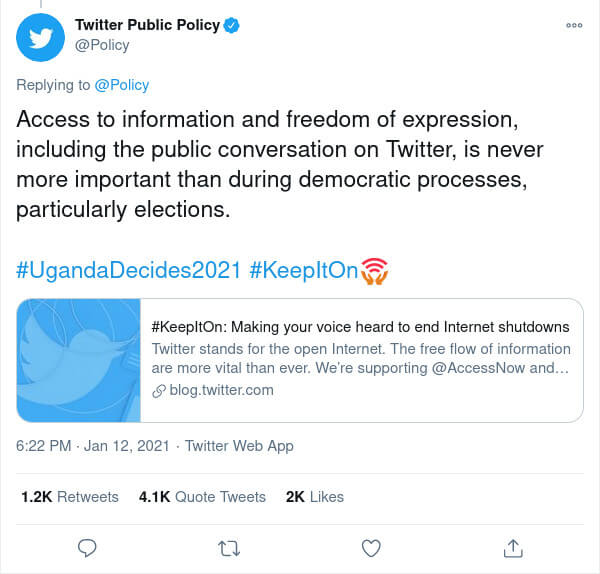 Twitter Public Policy
@Policy
Replying to @Policy
Access to information and freedom of expression,
including the public conversation on Twitter, is never
more important than during democratic processes,
particularly elections.
#UgandaDecides2021 #KeepItOn
#KeepItOn: Making your voice heard to end Internet shutdowns
Twitter stands for the open Internet. The free flow of information
are more vital than ever. We’re supporting @AccessNow and…
blog.twitter.com
6:22 PM · Jan 12, 2021 · Twitter Web App
1.2K Retweets 4.1K Quote Tweets 2K Likes